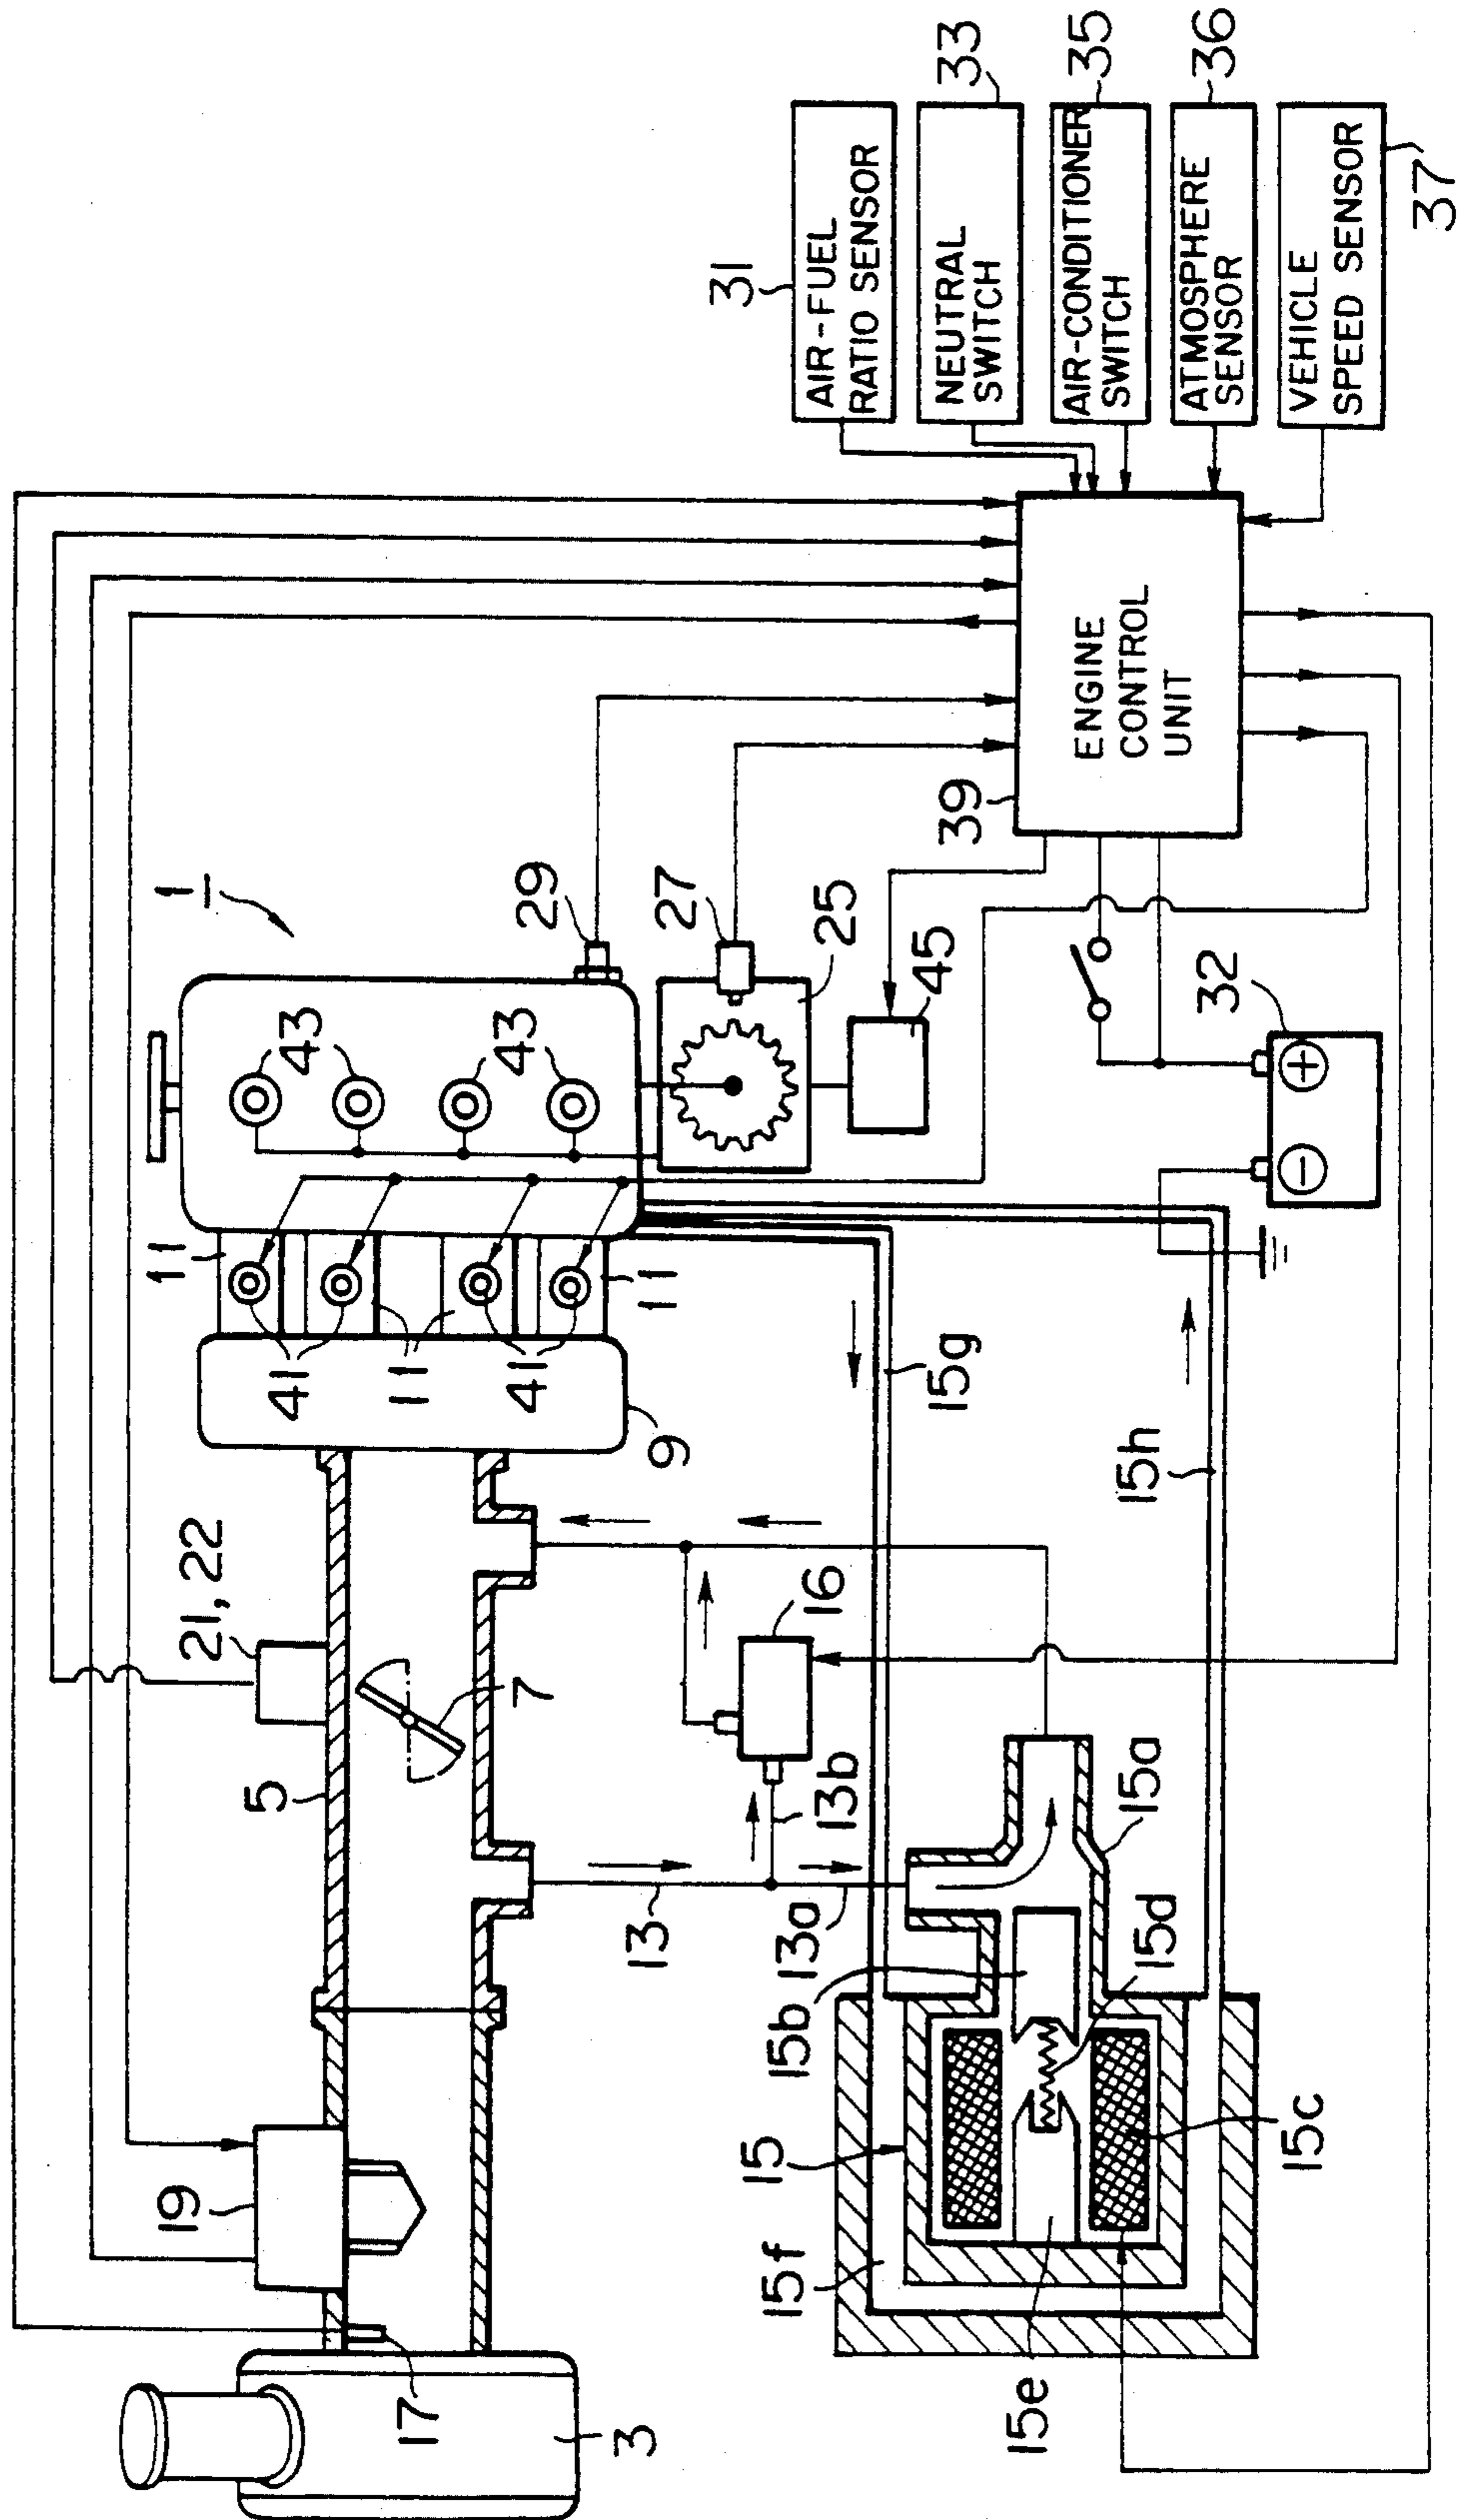 1
29
27
25
45
39
43
43
11
11
11
41
41
9
21, 22
5
7
19
17
3
13
13a
13b
16
15
15a
15b
15c
15d
15e
15f
15g
15h
32
+
−
ENGINE
CONTROL
UNIT
31
AIR-FUEL
RATIO SENSOR
33
NEUTRAL
SWITCH
35
AIR-CONDITIONER
SWITCH
36
ATMOSPHERE
SENSOR
37
VEHICLE
SPEED SENSOR